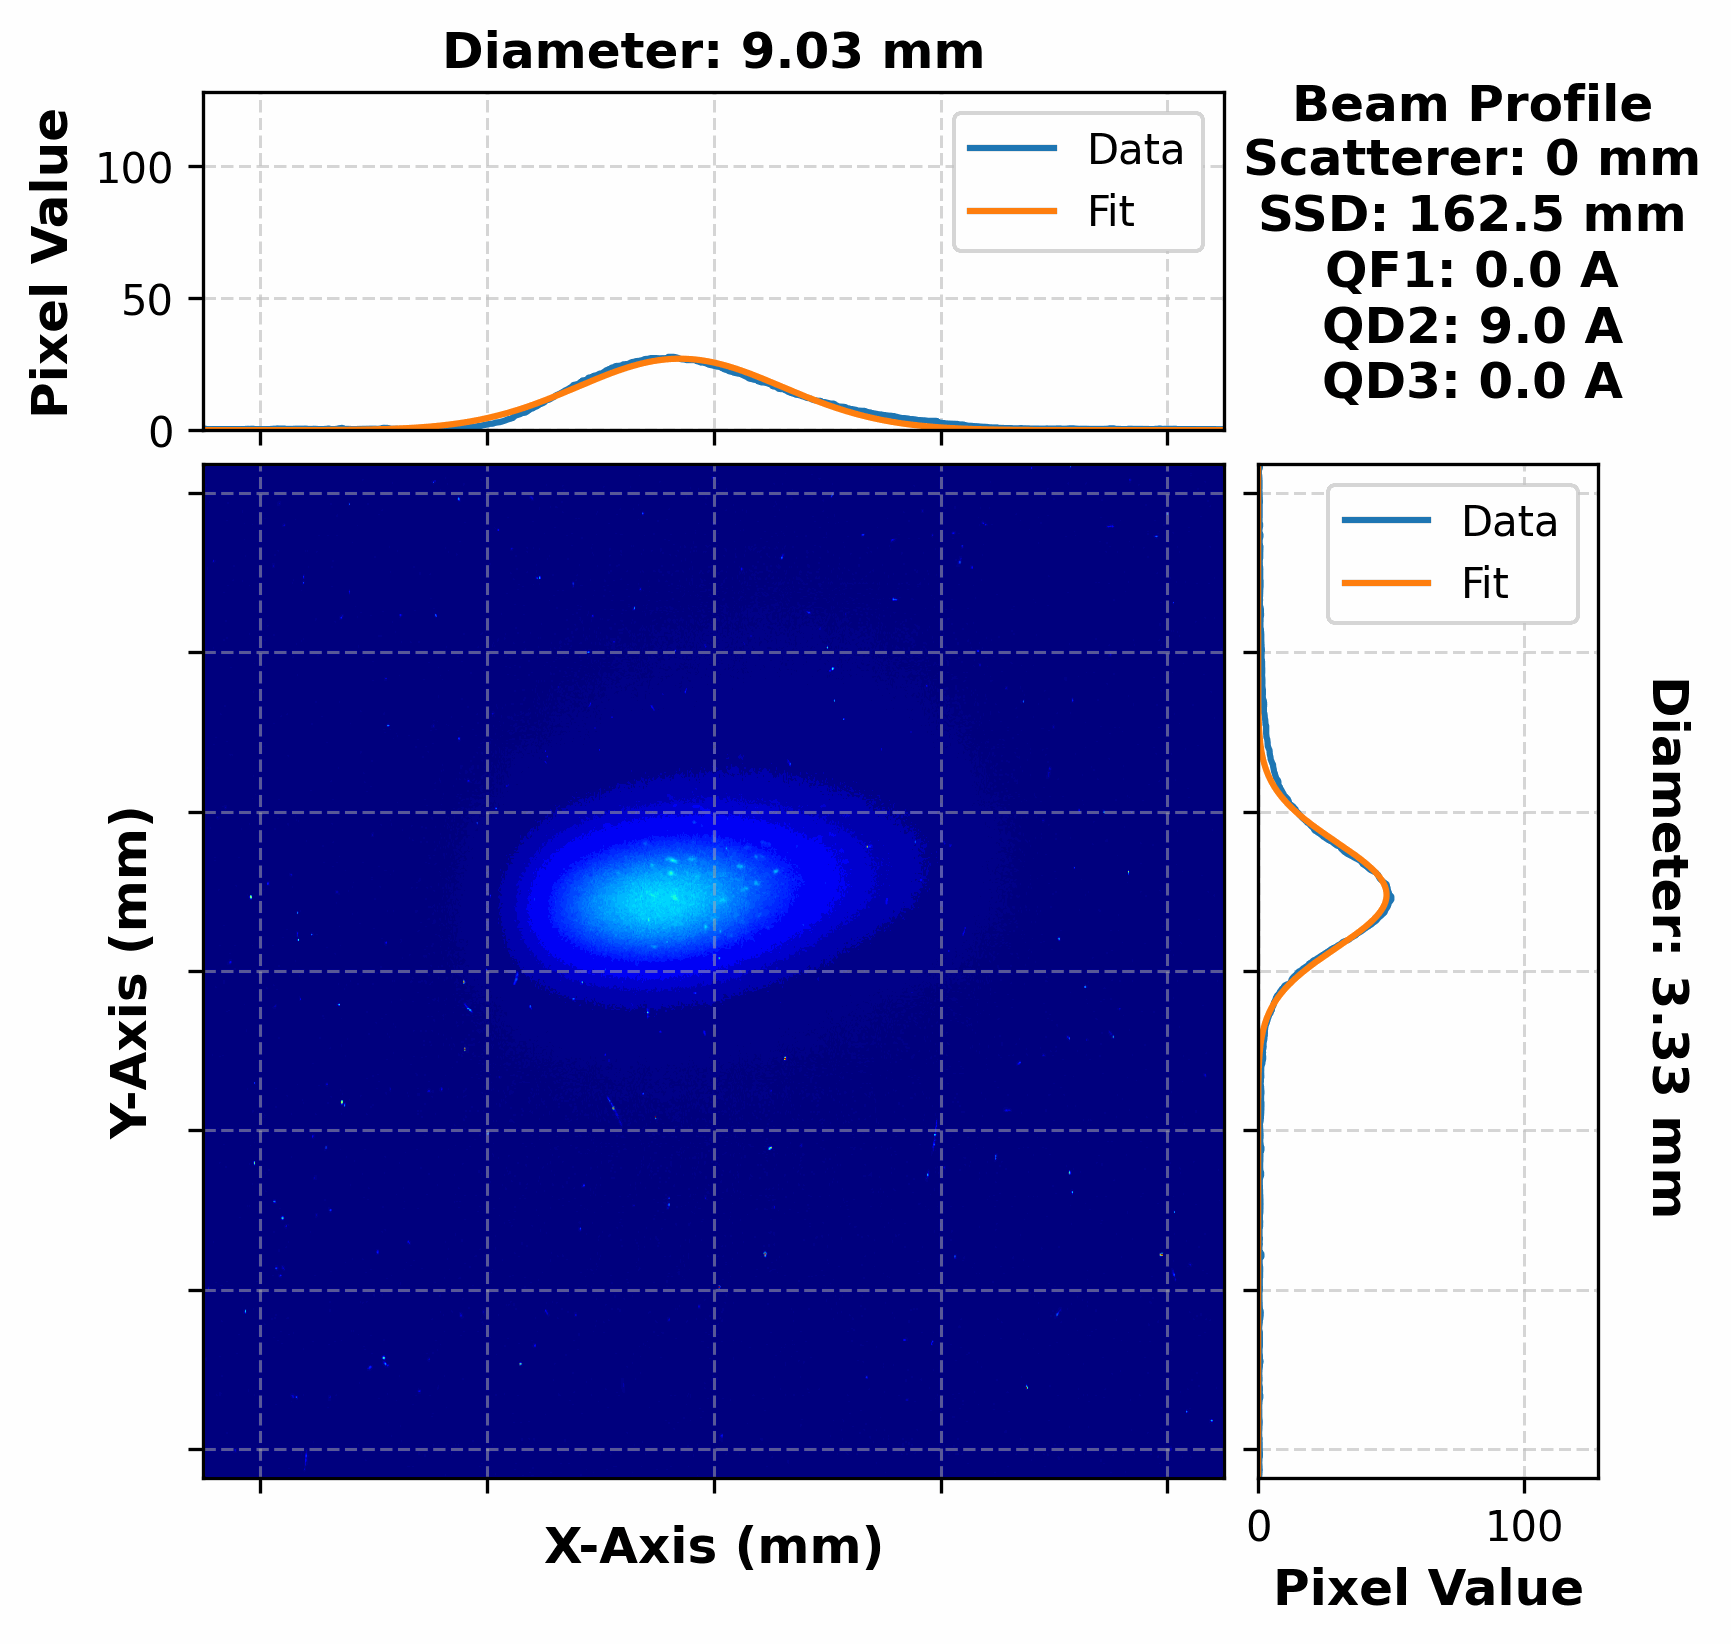 Diameter: 9.03 mm
Pixel Value
100
50
0
Data
Fit
Beam Profile
Scatterer: 0 mm
SSD: 162.5 mm
QF1: 0.0 A
QD2: 9.0 A
QD3: 0.0 A
Y-Axis (mm)
X-Axis (mm)
Data
Fit
Diameter: 3.33 mm
0
100
Pixel Value